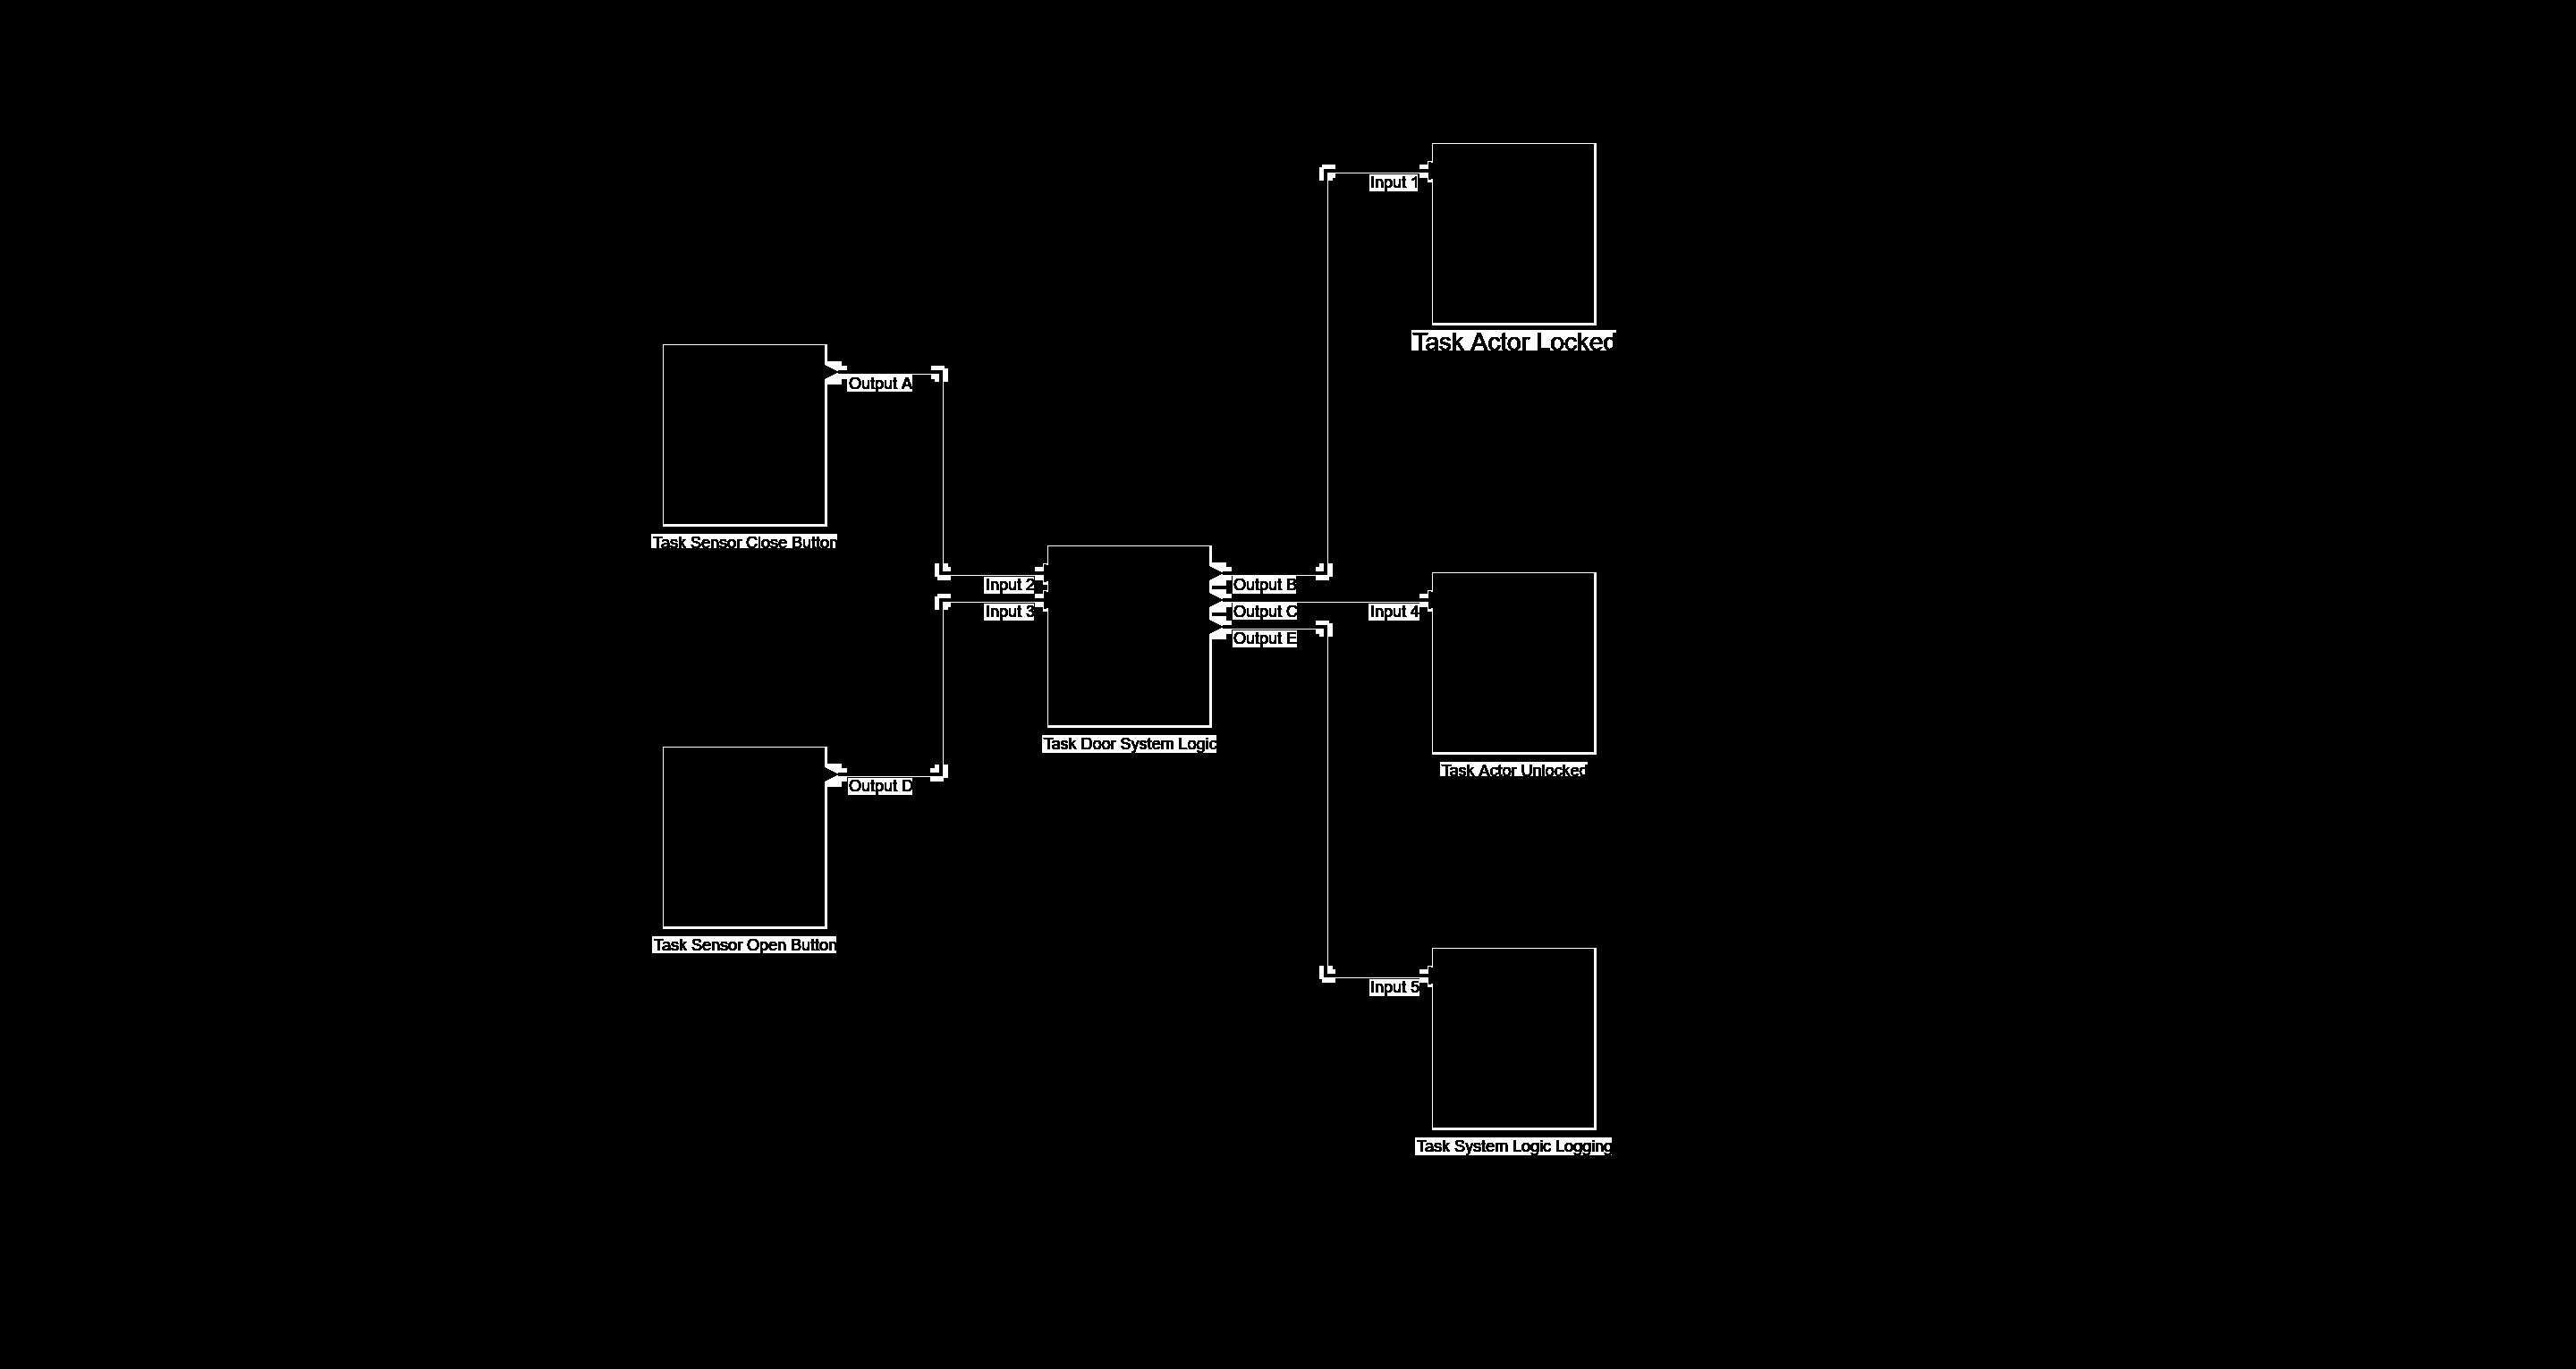 Input 1
Task Actor Locked
Output A
Task Sensor Close Button
Input 2
Output B
Input 3
Output C
Input 4
Output E
Task Door System Logic
Task Actor Unlocked
Output D
Task Sensor Open Button
Input 5
Task System Logic Logging